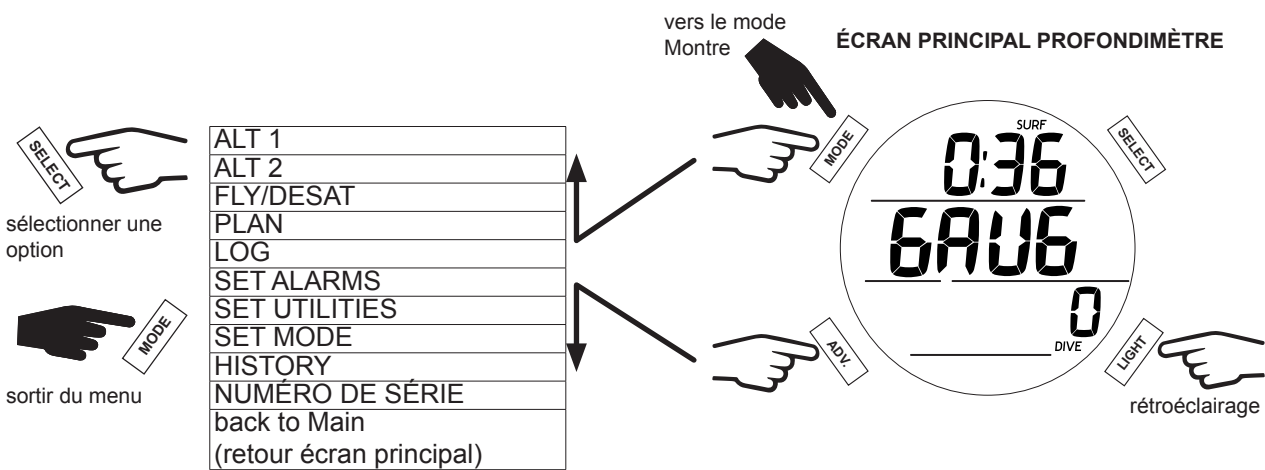 vers le mode
Montre
ÉCRAN PRINCIPAL PROFONDIMÈTRE
SELECT
sélectionner une
option
MODE
sortir du menu
ALT 1
ALT 2
FLY/DESAT
PLAN
LOG
SET ALARMS
SET UTILITIES
SET MODE
HISTORY
NUMÉRO DE SÉRIE
back to Main
(retour écran principal)
MODE
SELECT
SURF
0:36
GAUG
0
DIVE
ADV.
LIGHT
rétroéclairage